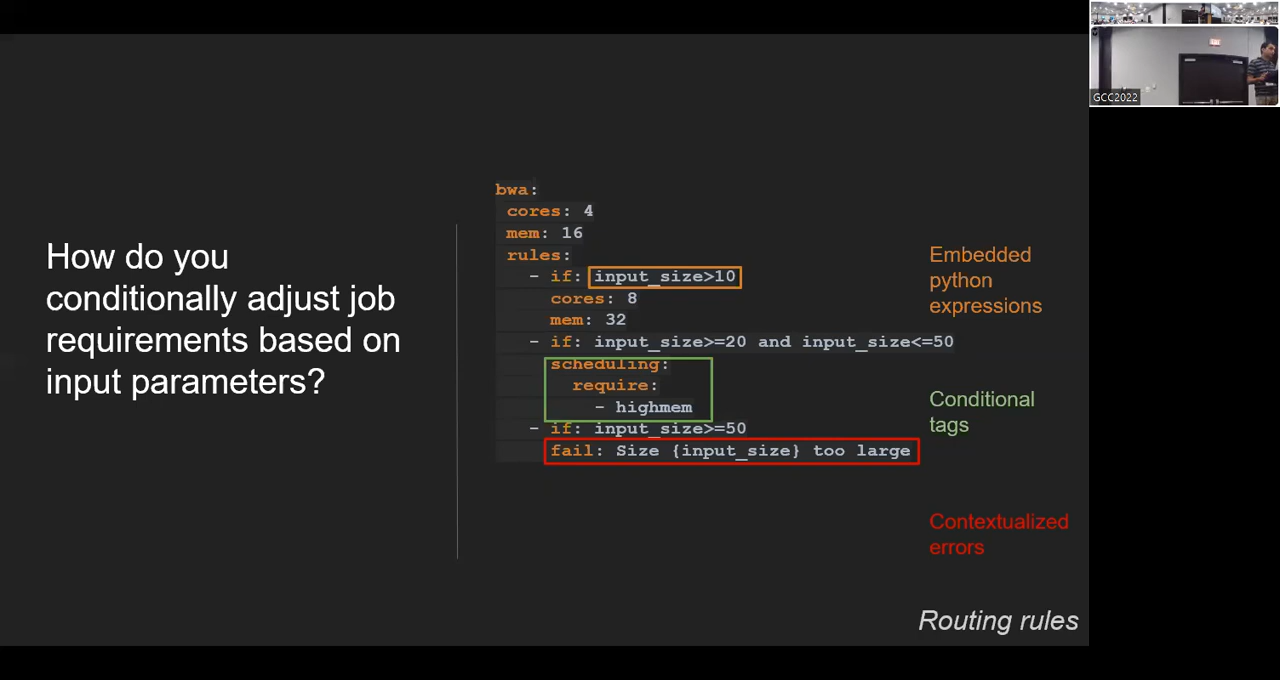 GCC2022
How do you
conditionally adjust job
requirements based on
input parameters?
bwa:
cores: 4
mem: 16
rules:
- if: input_size>10
cores: 8
mem: 32
- if: input_size>=20 and input_size<=50
scheduling:
require:
- highmem
- if: input_size>=50
fail: Size {input_size} too large
Embedded
python
expressions
Conditional
tags
Contextualized
errors
Routing rules